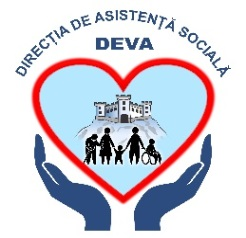 DIRECȚIA DE ASISTENȚĂ SOCIALĂ
DEVA